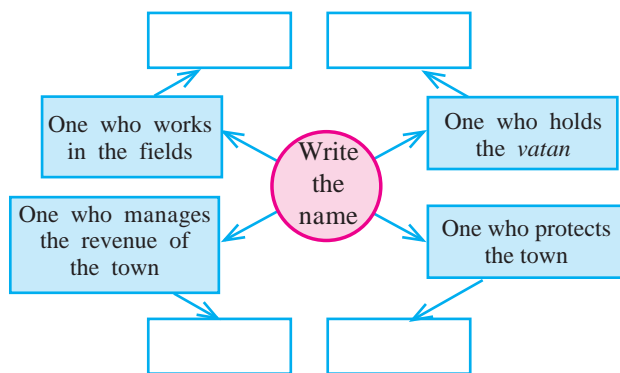 One who works
in the fields
One who holds
the vatan
Write
the
name
One who manages
the revenue of
the town
One who protects
the town